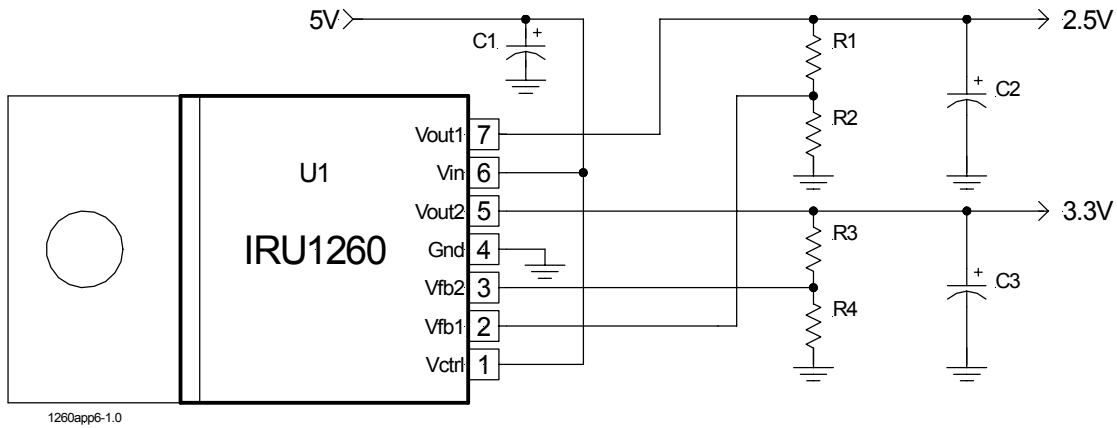 5V
C1
+
R1
2.5V
+
C2
R2
Vout1 7
U1
Vin 6
Vout2 5
3.3V
R3
IRU1260
Gnd 4
Vfb2 3
+
C3
R4
Vfb1 2
Vctrl 1
1260app6-1.0